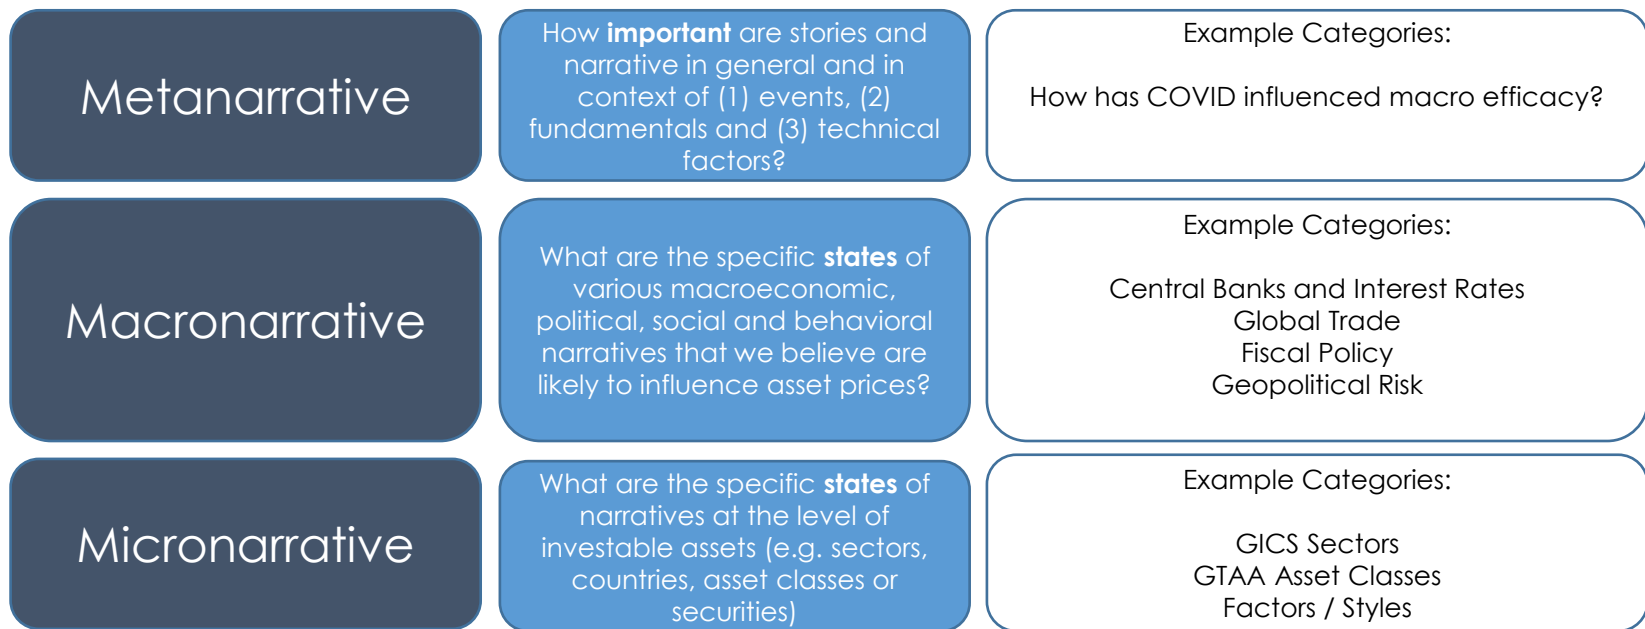 Metanarrative
How important are stories and
narrative in general and in
context of (1) events, (2)
fundamentals and (3) technical
factors?
Example Categories:
How has COVID influenced macro efficacy?
Macronarrative
What are the specific states of
various macroeconomic,
political, social and behavioral
narratives that we believe are
likely to influence asset prices?
Example Categories:
Central Banks and Interest Rates
Global Trade
Fiscal Policy
Geopolitical Risk
Micronarrative
What are the specific states of
narratives at the level of
investable assets (e.g. sectors,
countries, asset classes or
securities)
Example Categories:
GICS Sectors
GTAA Asset Classes
Factors / Styles